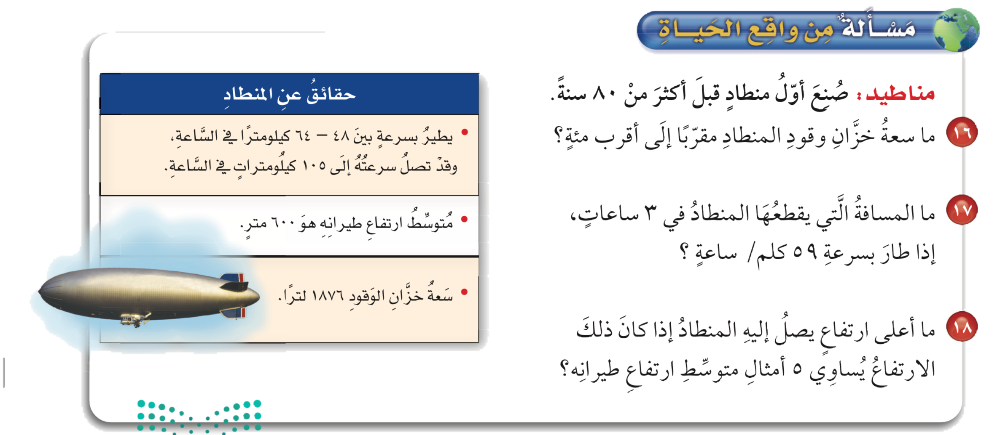 مَسْأَلةٌ مِن واقِعِ الحَياةِ
مناطيد: صُنِعَ أوّلُ منطادٍ قبلَ أكثرَ منْ ٨٠ سنةً.
١٦ ما سعةُ خزَّانِ وقودِ المنطادِ مقرّبًا إلَى أقرب مئةٍ؟
١٧ ما المسافةُ الَّتي يقطعُهَا المنطادُ في ٣ ساعاتٍ،
إذا طارَ بسرعةِ ٥٩ كلم/ ساعةٍ ؟
١٨ ما أعلى ارتفاعٍ يصلُ إليهِ المنطادُ إذا كانَ ذلكَ
الارتفاعُ يُساوِي ٥ أمثالِ متوسِّطِ ارتفاعِ طيرانِه؟
حقائقُ عنِ المنطادِ
• يطيرُ بسرعةٍ بينَ ٤٨ – ٦٤ كيلومترًا في السَّاعةِ،
وقدْ تصلُ سرعتُهُ إلَى ١٠٥ كيلُومتراتٍ في السَّاعةِ.
• مُتوسِّطُ ارتفاعِ طيرانِهِ هوَ ٦٠٠ مترٍ.
• سَعةُ خزَّانِ الوَقودِ ١٨٧٦ لترًا.